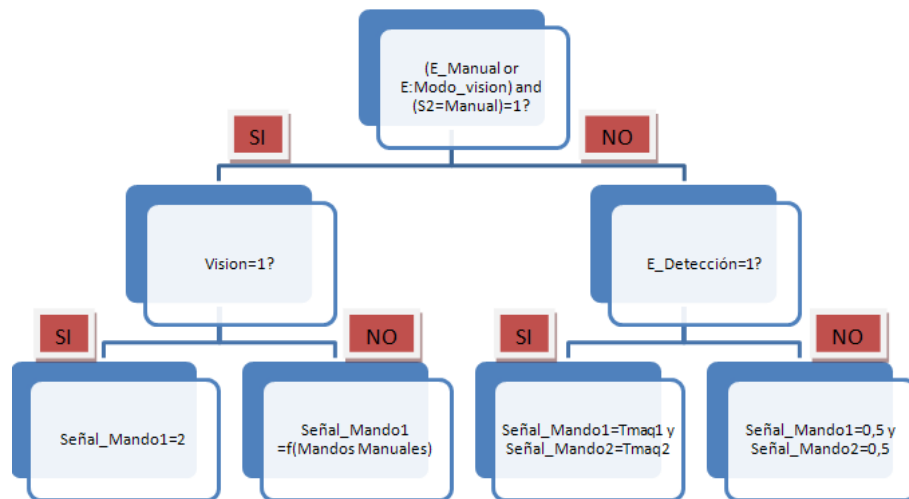 (E_Manual or
E:Modo_vision) and
(S2=Manual)=1?
SI
NO
Vision=1?
E_Detección=1?
SI
NO
SI
NO
Señal_Mando1=2
Señal_Mando1
=f(Mandos Manuales)
Señal_Mando1=Tmaq1 y
Señal_Mando2=Tmaq2
Señal_Mando1=0,5 y
Señal_Mando2=0,5